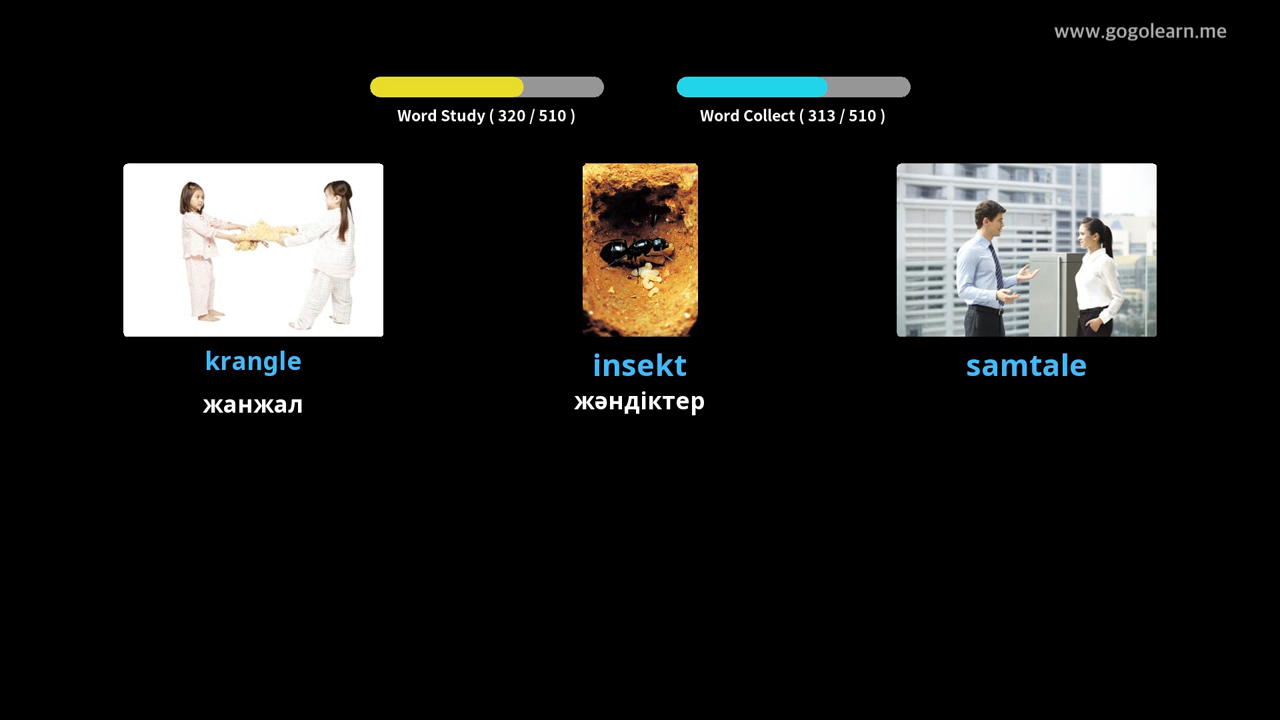 www.gogolearn.me
Word Study ( 320 / 510 )
Word Collect ( 313 / 510 )
krangle
жанжал
insekt
жәндіктер
samtale